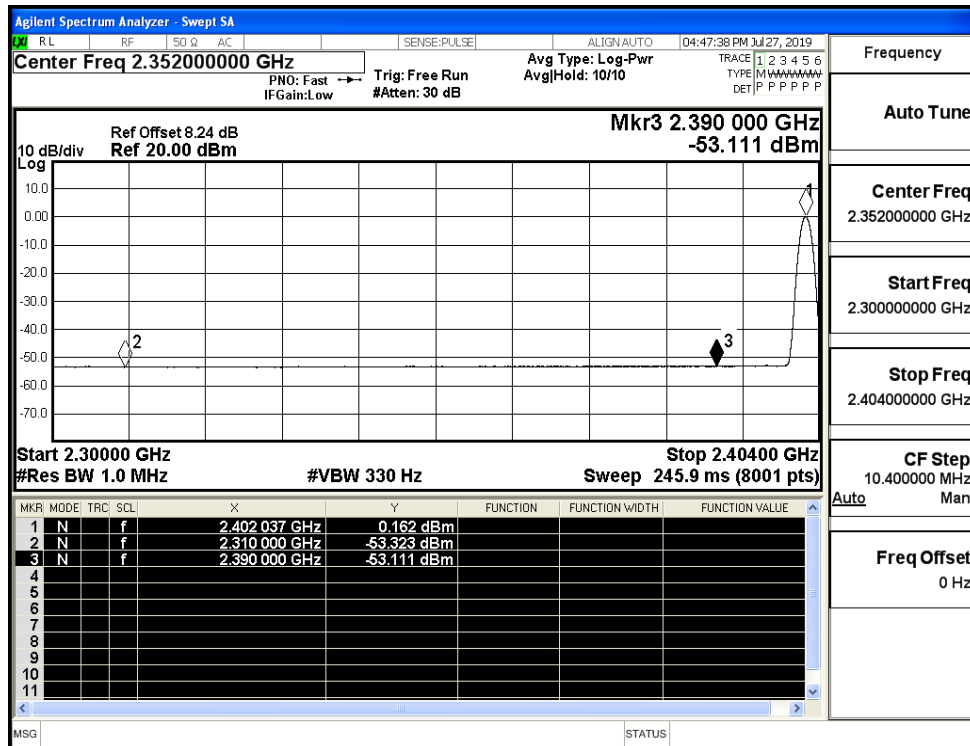 Agilent Spectrum Analyzer - Swept SA
LXI RL RF 50 Ω AC SENSE:PULSE ALIGN AUTO 04:47:38 PM Jul 27, 2019
Center Freq 2.352000000 GHz
PNO: Fast
IFGain:Low
Trig: Free Run
#Atten: 30 dB
Avg Type: Log-Pwr
Avg|Hold: 10/10
TRACE 1 2 3 4 5 6
TYPE M WWWWW
DET P P P P P P
Ref Offset 8.24 dB
10 dB/div Ref 20.00 dBm
Log
Mkr3 2.390 000 GHz
-53.111 dBm
10.0
0.00
-10.0
-20.0
-30.0
-40.0
-50.0
-60.0
-70.0
1
2
3
Start 2.30000 GHz Stop 2.40400 GHz
#Res BW 1.0 MHz #VBW 330 Hz Sweep 245.9 ms (8001 pts)
MKR MODE TRC SCL X Y FUNCTION FUNCTION WIDTH FUNCTION VALUE
1 N f 2.402 037 GHz 0.162 dBm
2 N f 2.310 000 GHz -53.323 dBm
3 N f 2.390 000 GHz -53.111 dBm
4
5
6
7
8
9
10
11
MSG STATUS
Frequency
Auto Tune
Center Freq
2.352000000 GHz
Start Freq
2.300000000 GHz
Stop Freq
2.404000000 GHz
CF Step
10.400000 MHz
Auto Man
Freq Offset
0 Hz